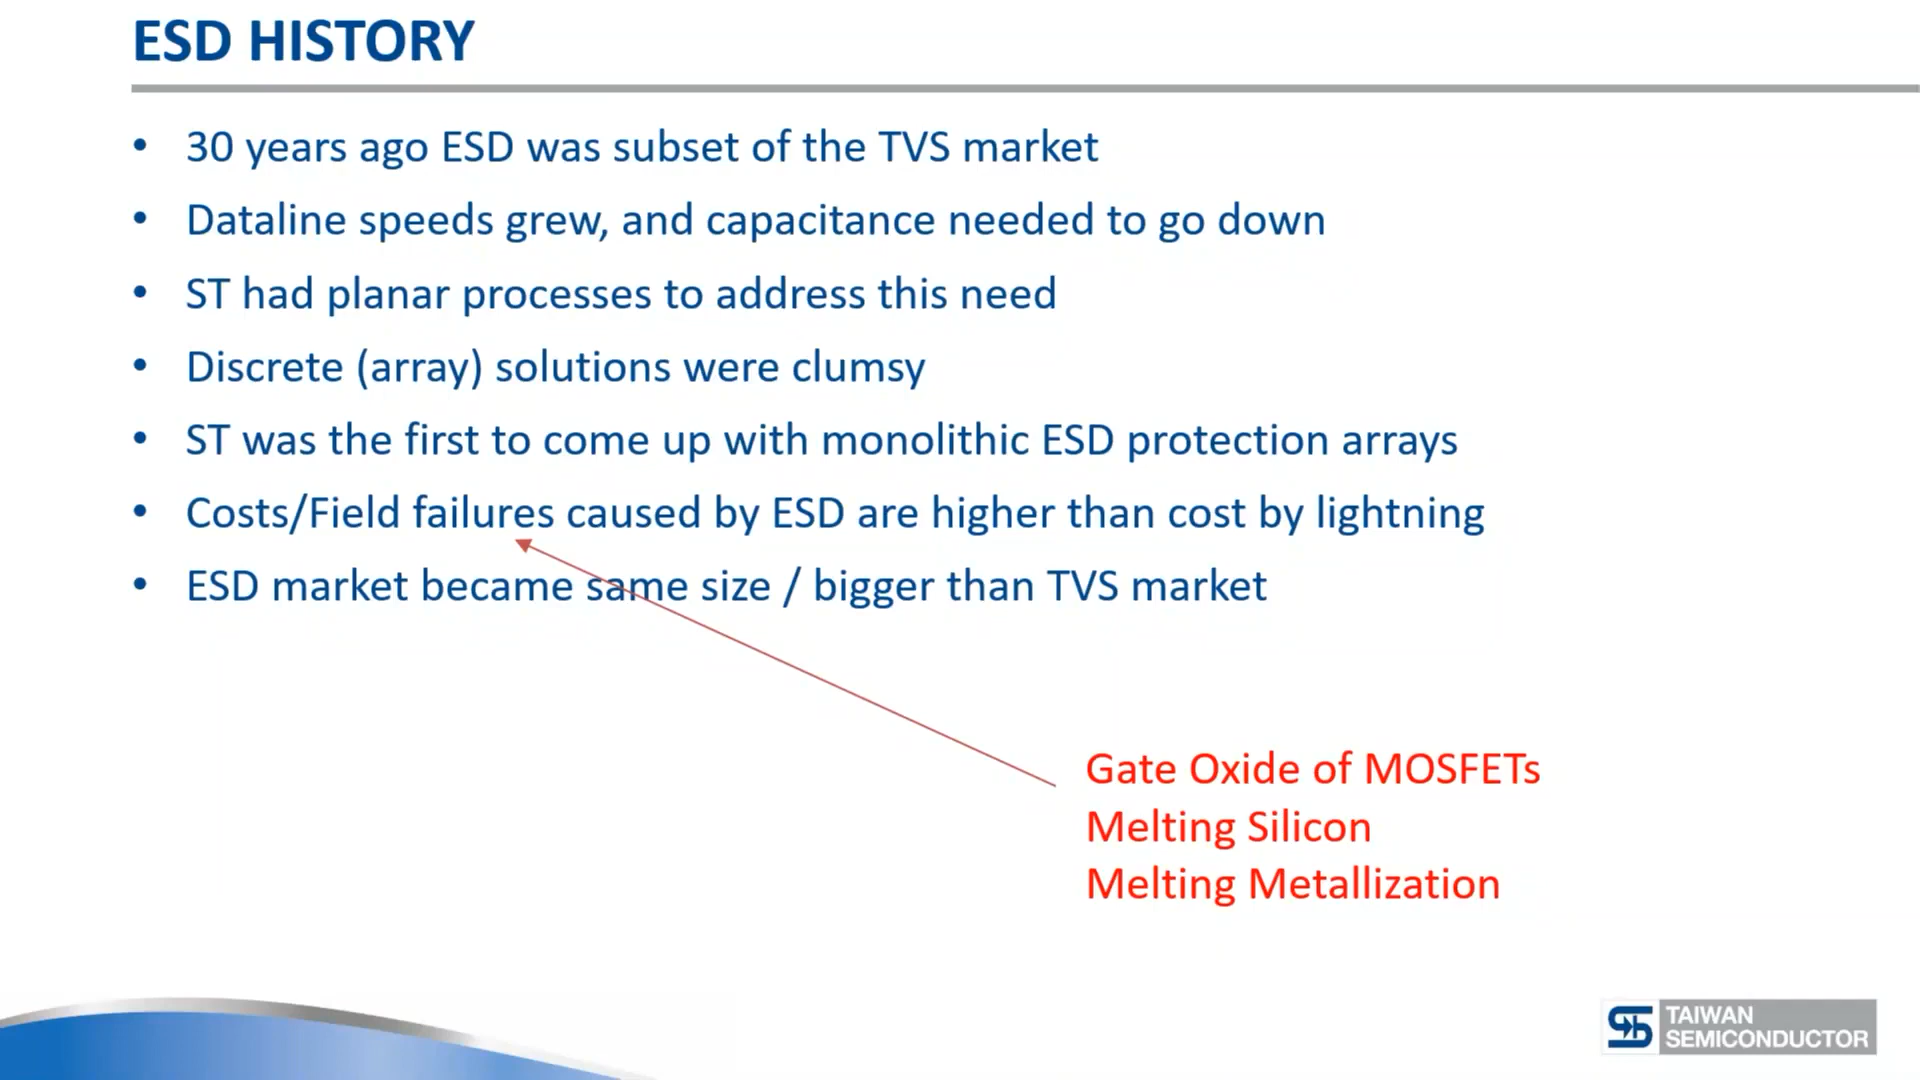 ESD HISTORY
• 30 years ago ESD was subset of the TVS market
• Dataline speeds grew, and capacitance needed to go down
• ST had planar processes to address this need
• Discrete (array) solutions were clumsy
• ST was the first to come up with monolithic ESD protection arrays
• Costs/Field failures caused by ESD are higher than cost by lightning
• ESD market became same size / bigger than TVS market
Gate Oxide of MOSFETs
Melting Silicon
Melting Metallization
TAIWAN
SEMICONDUCTOR